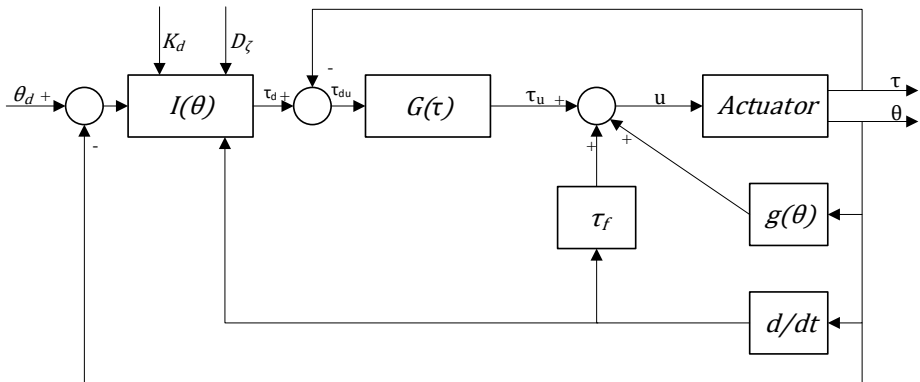 K_d
D_ζ
-
θ_d +
I(θ)
τ_d +
τ_du
G(τ)
τ_u +
u
Actuator
τ
θ
-
+
+
τ_f
g(θ)
d/dt